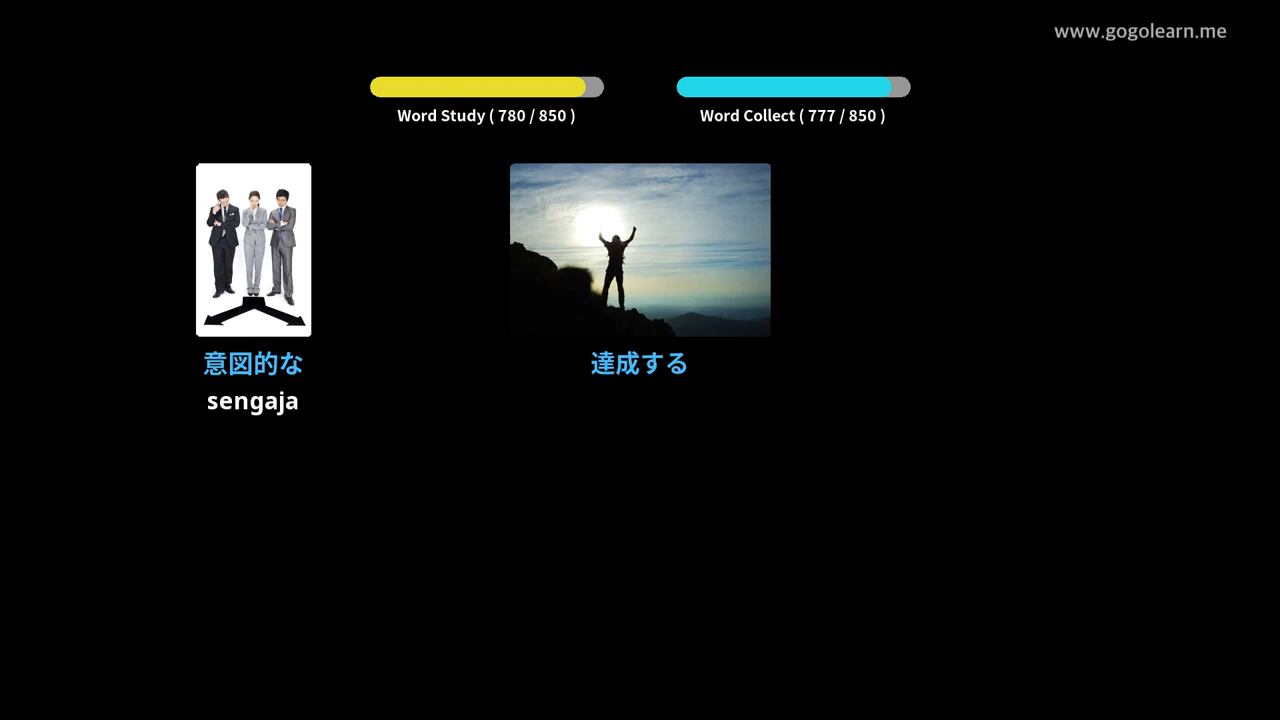 www.gogolearn.me
Word Study ( 780 / 850 )
Word Collect ( 777 / 850 )
意図的な
sengaja
達成する